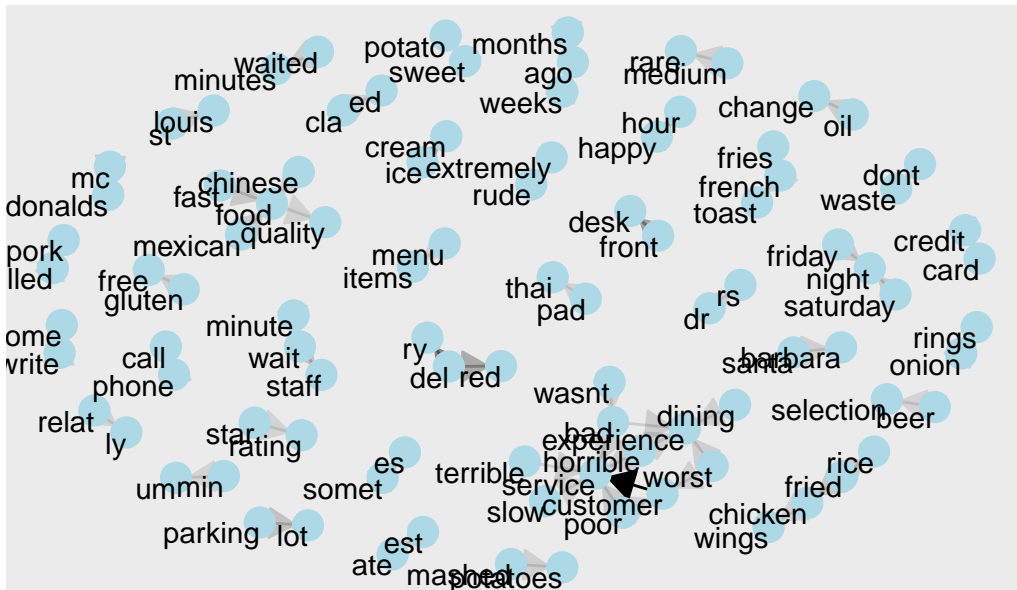 potato
months
waited
rare
sweet
ago
medium
minutes
ed
weeks
change
cla
hour
oil
louis
st
cream
happy
fries
extremely
ice
mc
chinese
french
dont
fast
rude
toast
waste
donalds
food
desk
quality
front
credit
pork
mexican
menu
friday
card
lled
free
items
night
gluten
thai
rs
saturday
pad
dr
minute
ome
rings
call
wait
ry
barbara
write
santa
onion
phone
staff
del
red
wasnt
relat
dining
selection
beer
star
bad
ly
rating
experience
es
horrible
rice
terrible
worst
ummin
somet
service
fried
customer
slow
chicken
poor
parking
lot
wings
est
ate
mashed
potatoes